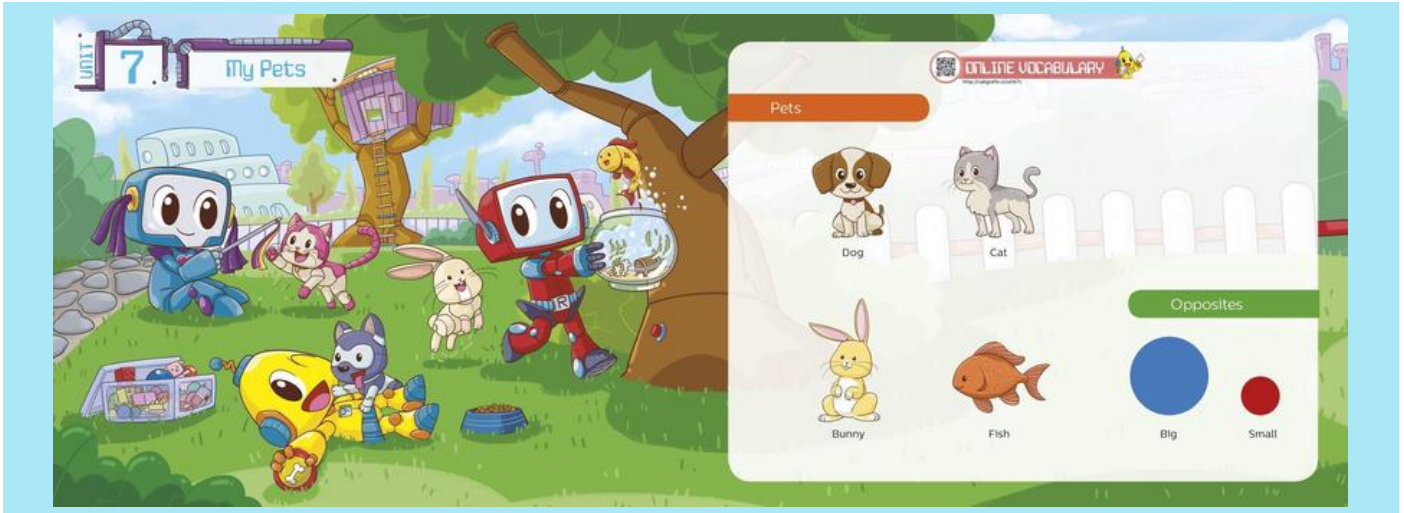 UNIT
7
My Pets
ONLINE VOCABULARY
Pets
Dog
Cat
Opposites
Bunny
Fish
Big
Small
R